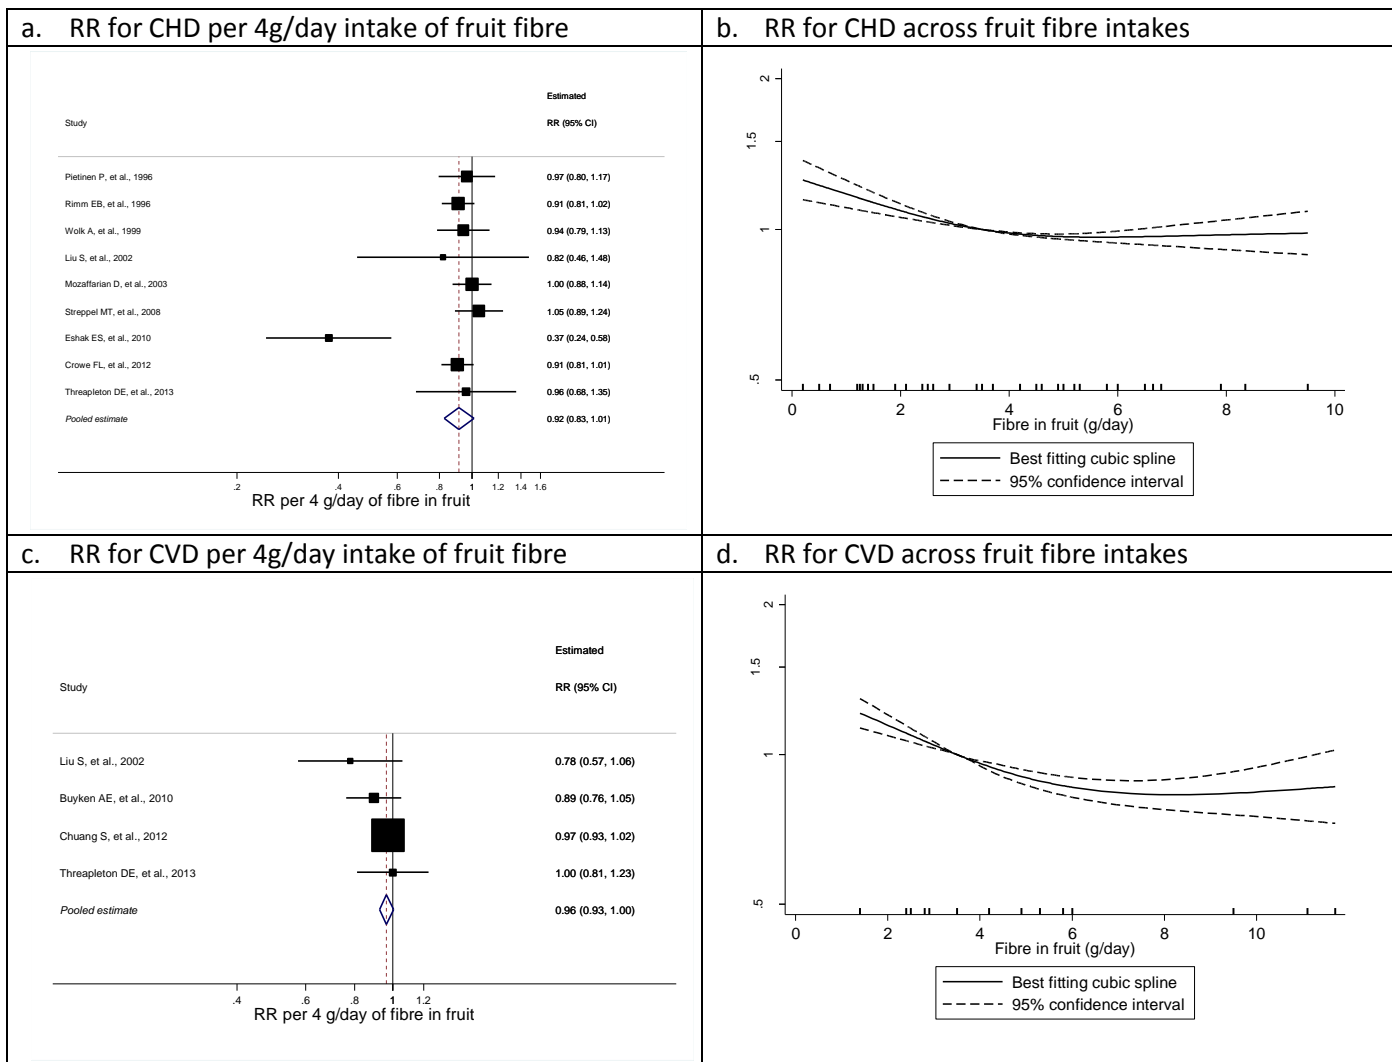 a. RR for CHD per 4g/day intake of fruit fibre
Estimated
Study RR (95% CI)
Pietinen P, et al., 1996 0.97 (0.80, 1.17)
Rimm EB, et al., 1996 0.91 (0.81, 1.02)
Wolk A, et al., 1999 0.94 (0.79, 1.13)
Liu S, et al., 2002 0.82 (0.46, 1.48)
Mozaffarian D, et al., 2003 1.00 (0.88, 1.14)
Streppel MT, et al., 2008 1.05 (0.89, 1.24)
Eshak ES, et al., 2010 0.37 (0.24, 0.58)
Crowe FL, et al., 2012 0.91 (0.81, 1.01)
Threapleton DE, et al., 2013 0.96 (0.68, 1.35)
Pooled estimate 0.92 (0.83, 1.01)
.2 .4 .6 .8 1 1.2 1.4 1.6
RR per 4 g/day of fibre in fruit
b. RR for CHD across fruit fibre intakes
2
1.5
1
.5
0 2 4 6 8 10
Fibre in fruit (g/day)
Best fitting cubic spline
95% confidence interval
c. RR for CVD per 4g/day intake of fruit fibre
Estimated
Study RR (95% CI)
Liu S, et al., 2002 0.78 (0.57, 1.06)
Buyken AE, et al., 2010 0.89 (0.76, 1.05)
Chuang S, et al., 2012 0.97 (0.93, 1.02)
Threapleton DE, et al., 2013 1.00 (0.81, 1.23)
Pooled estimate 0.96 (0.93, 1.00)
.4 .6 .8 1 1.2
RR per 4 g/day of fibre in fruit
d. RR for CVD across fruit fibre intakes
2
1.5
1
.5
0 2 4 6 8 10
Fibre in fruit (g/day)
Best fitting cubic spline
95% confidence interval